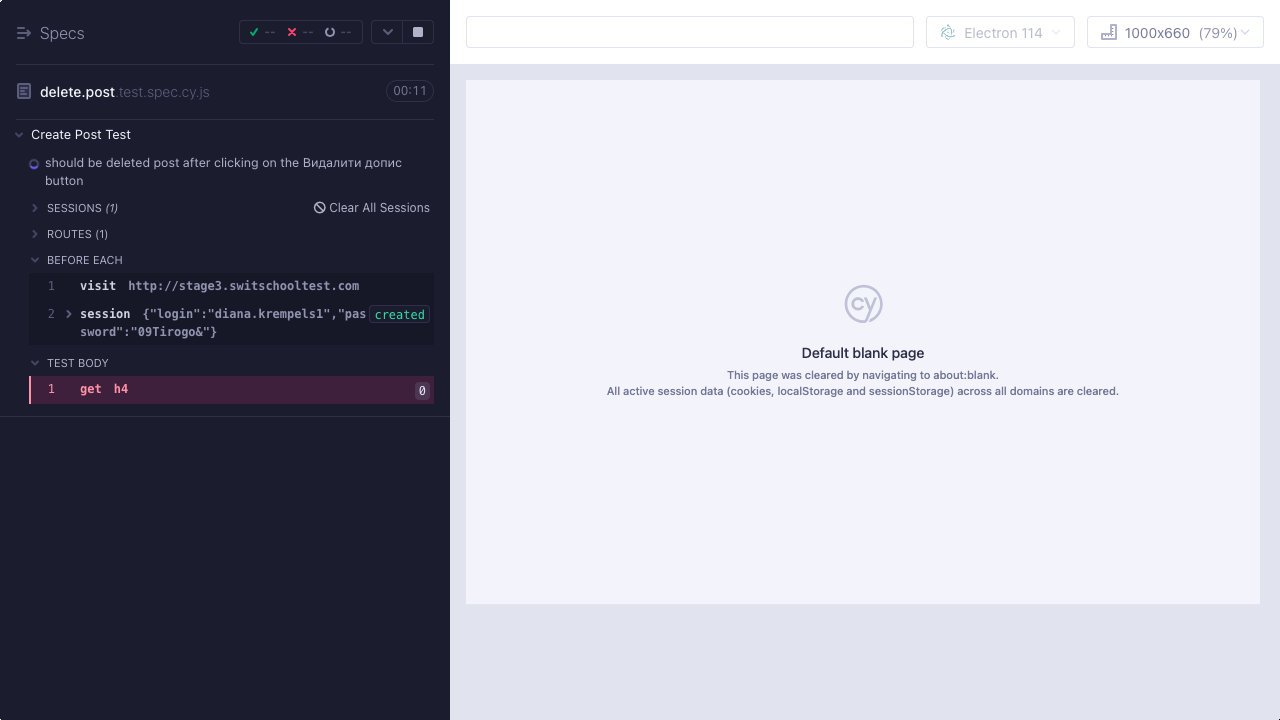 Specs
-- -- --
delete.post.test.spec.cy.js 00:11
Create Post Test
should be deleted post after clicking on the Видалити допис
button
SESSIONS (1) Clear All Sessions
ROUTES (1)
BEFORE EACH
1 visit http://stage3.switschooltest.com
2 session {"login":"diana.krempels1","pas created
sword":"09Tirogo&"}
TEST BODY
1 get h4 0
Electron 114
1000x660 (79%)
cy
Default blank page
This page was cleared by navigating to about:blank.
All active session data (cookies, localStorage and sessionStorage) across all domains are cleared.